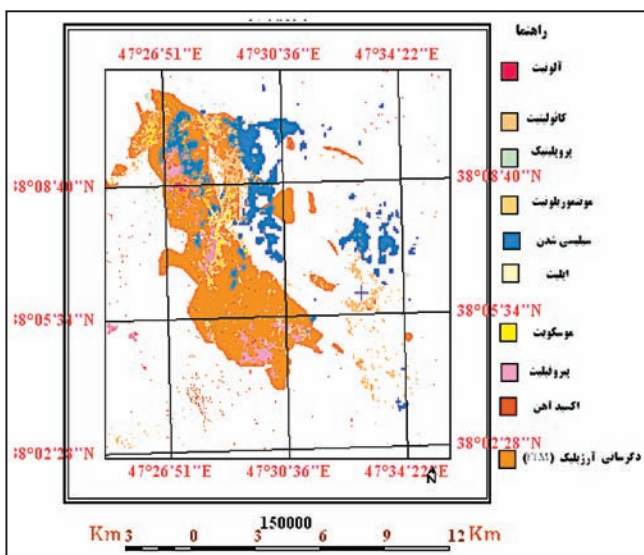 راهنما
47°26'51"E 47°30'36"E 47°34'22"E
آلونیت
کائولینیت
پروپلیتیک
38°08'40"N 38°08'40"N
مونتموریلونیت
سیلیسی شدن
ایلیت
38°05'34"N 38°05'34"N
موسکویت
پیروفیلیت
اکسید آهن
38°02'28"N 38°02'28"N
دگرسانی آرژیلیک
47°26'51"E 47°30'36"E 47°34'22"E
N
150000
Km 3 0 3 6 9 12 Km